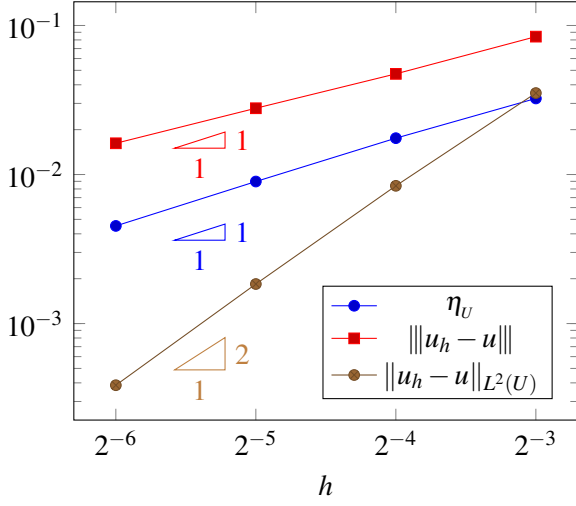 10⁻¹
10⁻²
10⁻³
1
1
1
1
2
1
η_U
|||u_h − u|||
||u_h − u||_{L²(U)}
2⁻⁶ 2⁻⁵ 2⁻⁴ 2⁻³
h